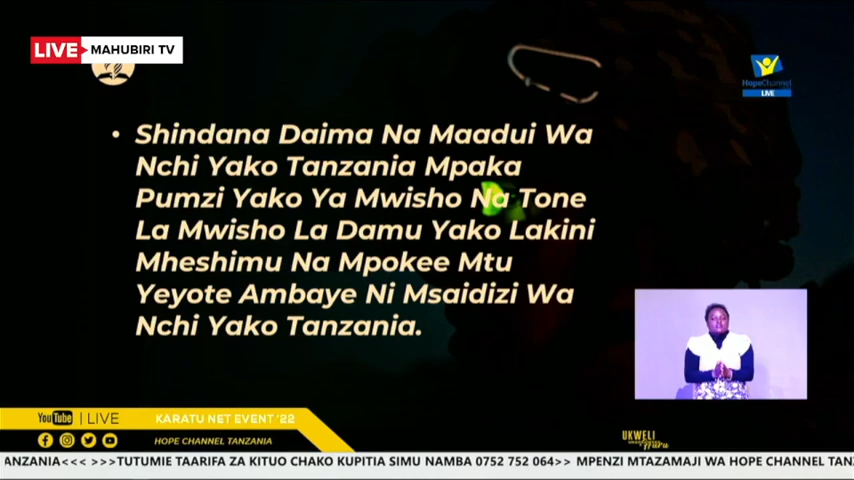 LIVE MAHUBIRI TV
HopeChannel
LIVE
• Shindana Daima Na Maadui Wa
Nchi Yako Tanzania Mpaka
Pumzi Yako Ya Mwisho Na Tone
La Mwisho La Damu Yako Lakini
Mheshimu Na Mpokee Mtu
Yeyote Ambaye Ni Msaidizi Wa
Nchi Yako Tanzania.
YouTube | LIVE KARATU NET EVENT '22
HOPE CHANNEL TANZANIA
UKWELI
huru
ANZANIA<<< >>>TUTUMIE TAARIFA ZA KITUO CHAKO KUPITIA SIMU NAMBA 0752 752 064>> MPENZI MTAZAMAJI WA HOPE CHANNEL TANZ